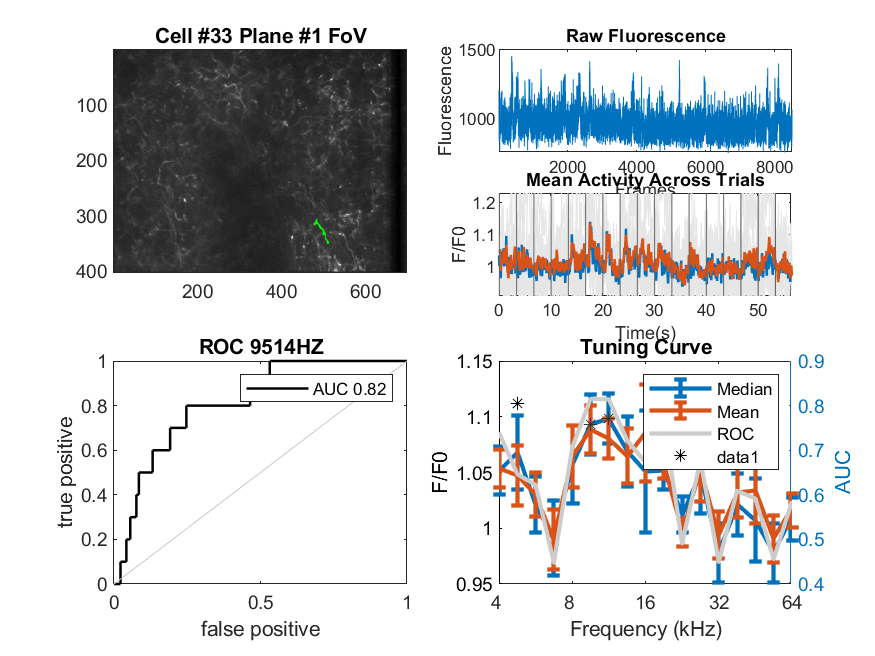 Cell #33 Plane #1 FoV
100
200
300
400
200
400
600
Raw Fluorescence
Fluorescence
1500
1000
2000
4000
6000
8000
Frames
Mean Activity Across Trials
F/F0
1.2
1.1
1
0
10
20
30
40
50
Time(s)
ROC 9514HZ
true positive
1
0.8
0.6
0.4
0.2
0
AUC 0.82
0
0.5
1
false positive
Tuning Curve
F/F0
1.15
1.1
1.05
1
0.95
Median
Mean
ROC
data1
0.9
0.8
0.7
0.6
0.5
0.4
AUC
4
8
16
32
64
Frequency (kHz)